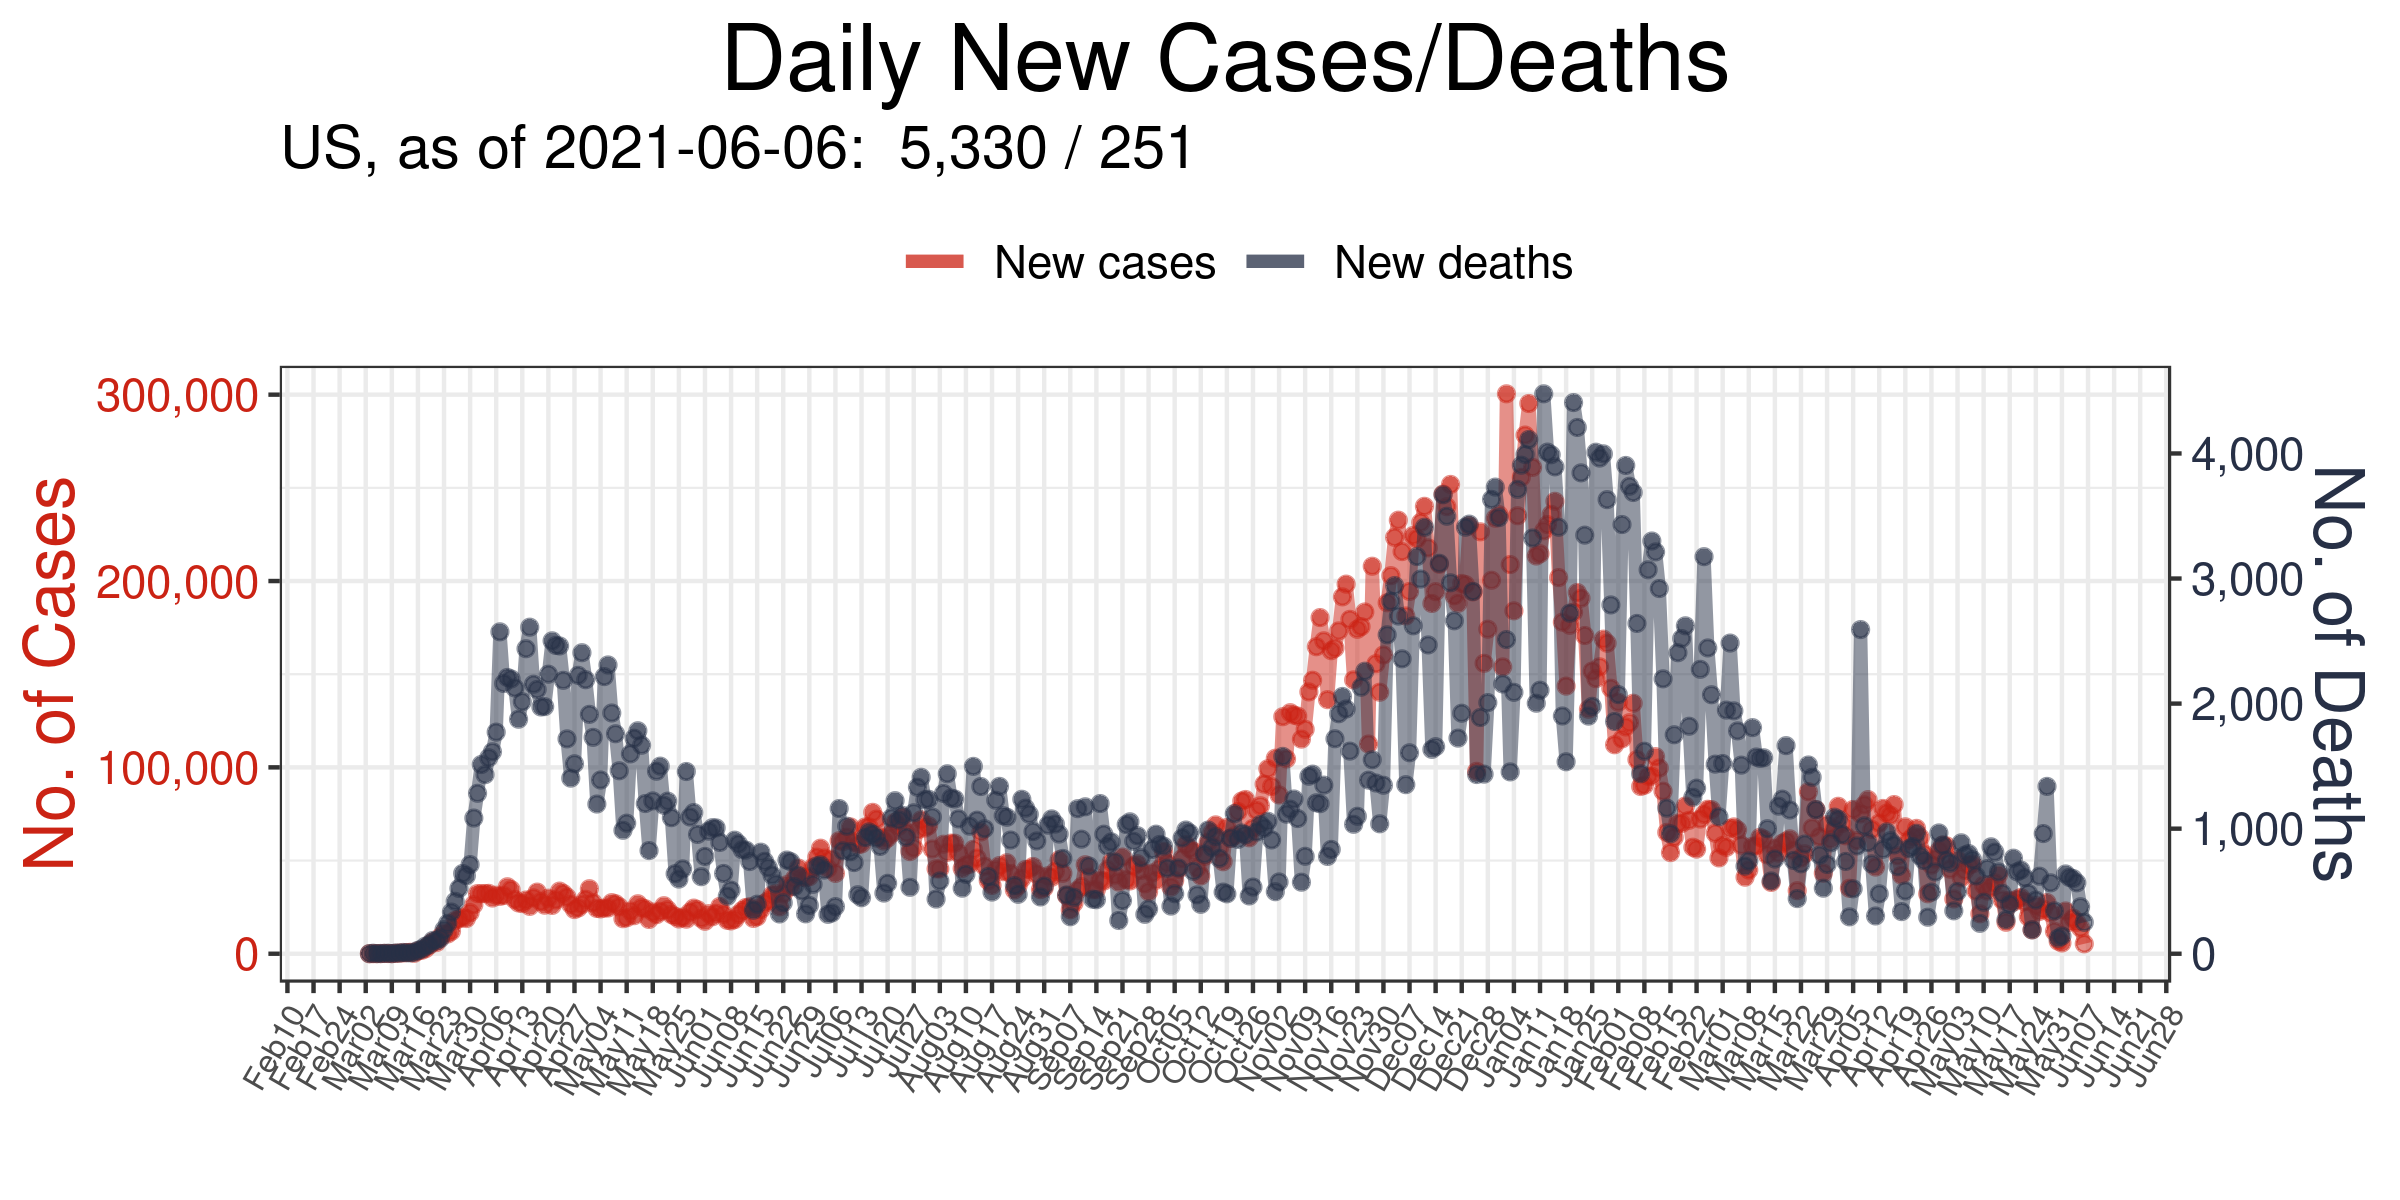 Daily New Cases/Deaths
US, as of 2021-06-06:  5,330 / 251
New cases
New deaths
No. of Cases
300,000
200,000
100,000
0
4,000
3,000
2,000
1,000
0
No. of Deaths
Feb10
Feb17
Feb24
Mar02
Mar09
Mar16
Mar23
Mar30
Apr06
Apr13
Apr20
Apr27
May04
May11
May18
May25
Jun01
Jun08
Jun15
Jun22
Jun29
Jul06
Jul13
Jul20
Jul27
Aug03
Aug10
Aug17
Aug24
Aug31
Sep07
Sep14
Sep21
Sep28
Oct05
Oct12
Oct19
Oct26
Nov02
Nov09
Nov16
Nov23
Nov30
Dec07
Dec14
Dec21
Dec28
Jan04
Jan11
Jan18
Jan25
Feb01
Feb08
Feb15
Feb22
Mar01
Mar08
Mar15
Mar22
Mar29
Apr05
Apr12
Apr19
Apr26
May03
May10
May17
May24
May31
Jun07
Jun14
Jun21
Jun28